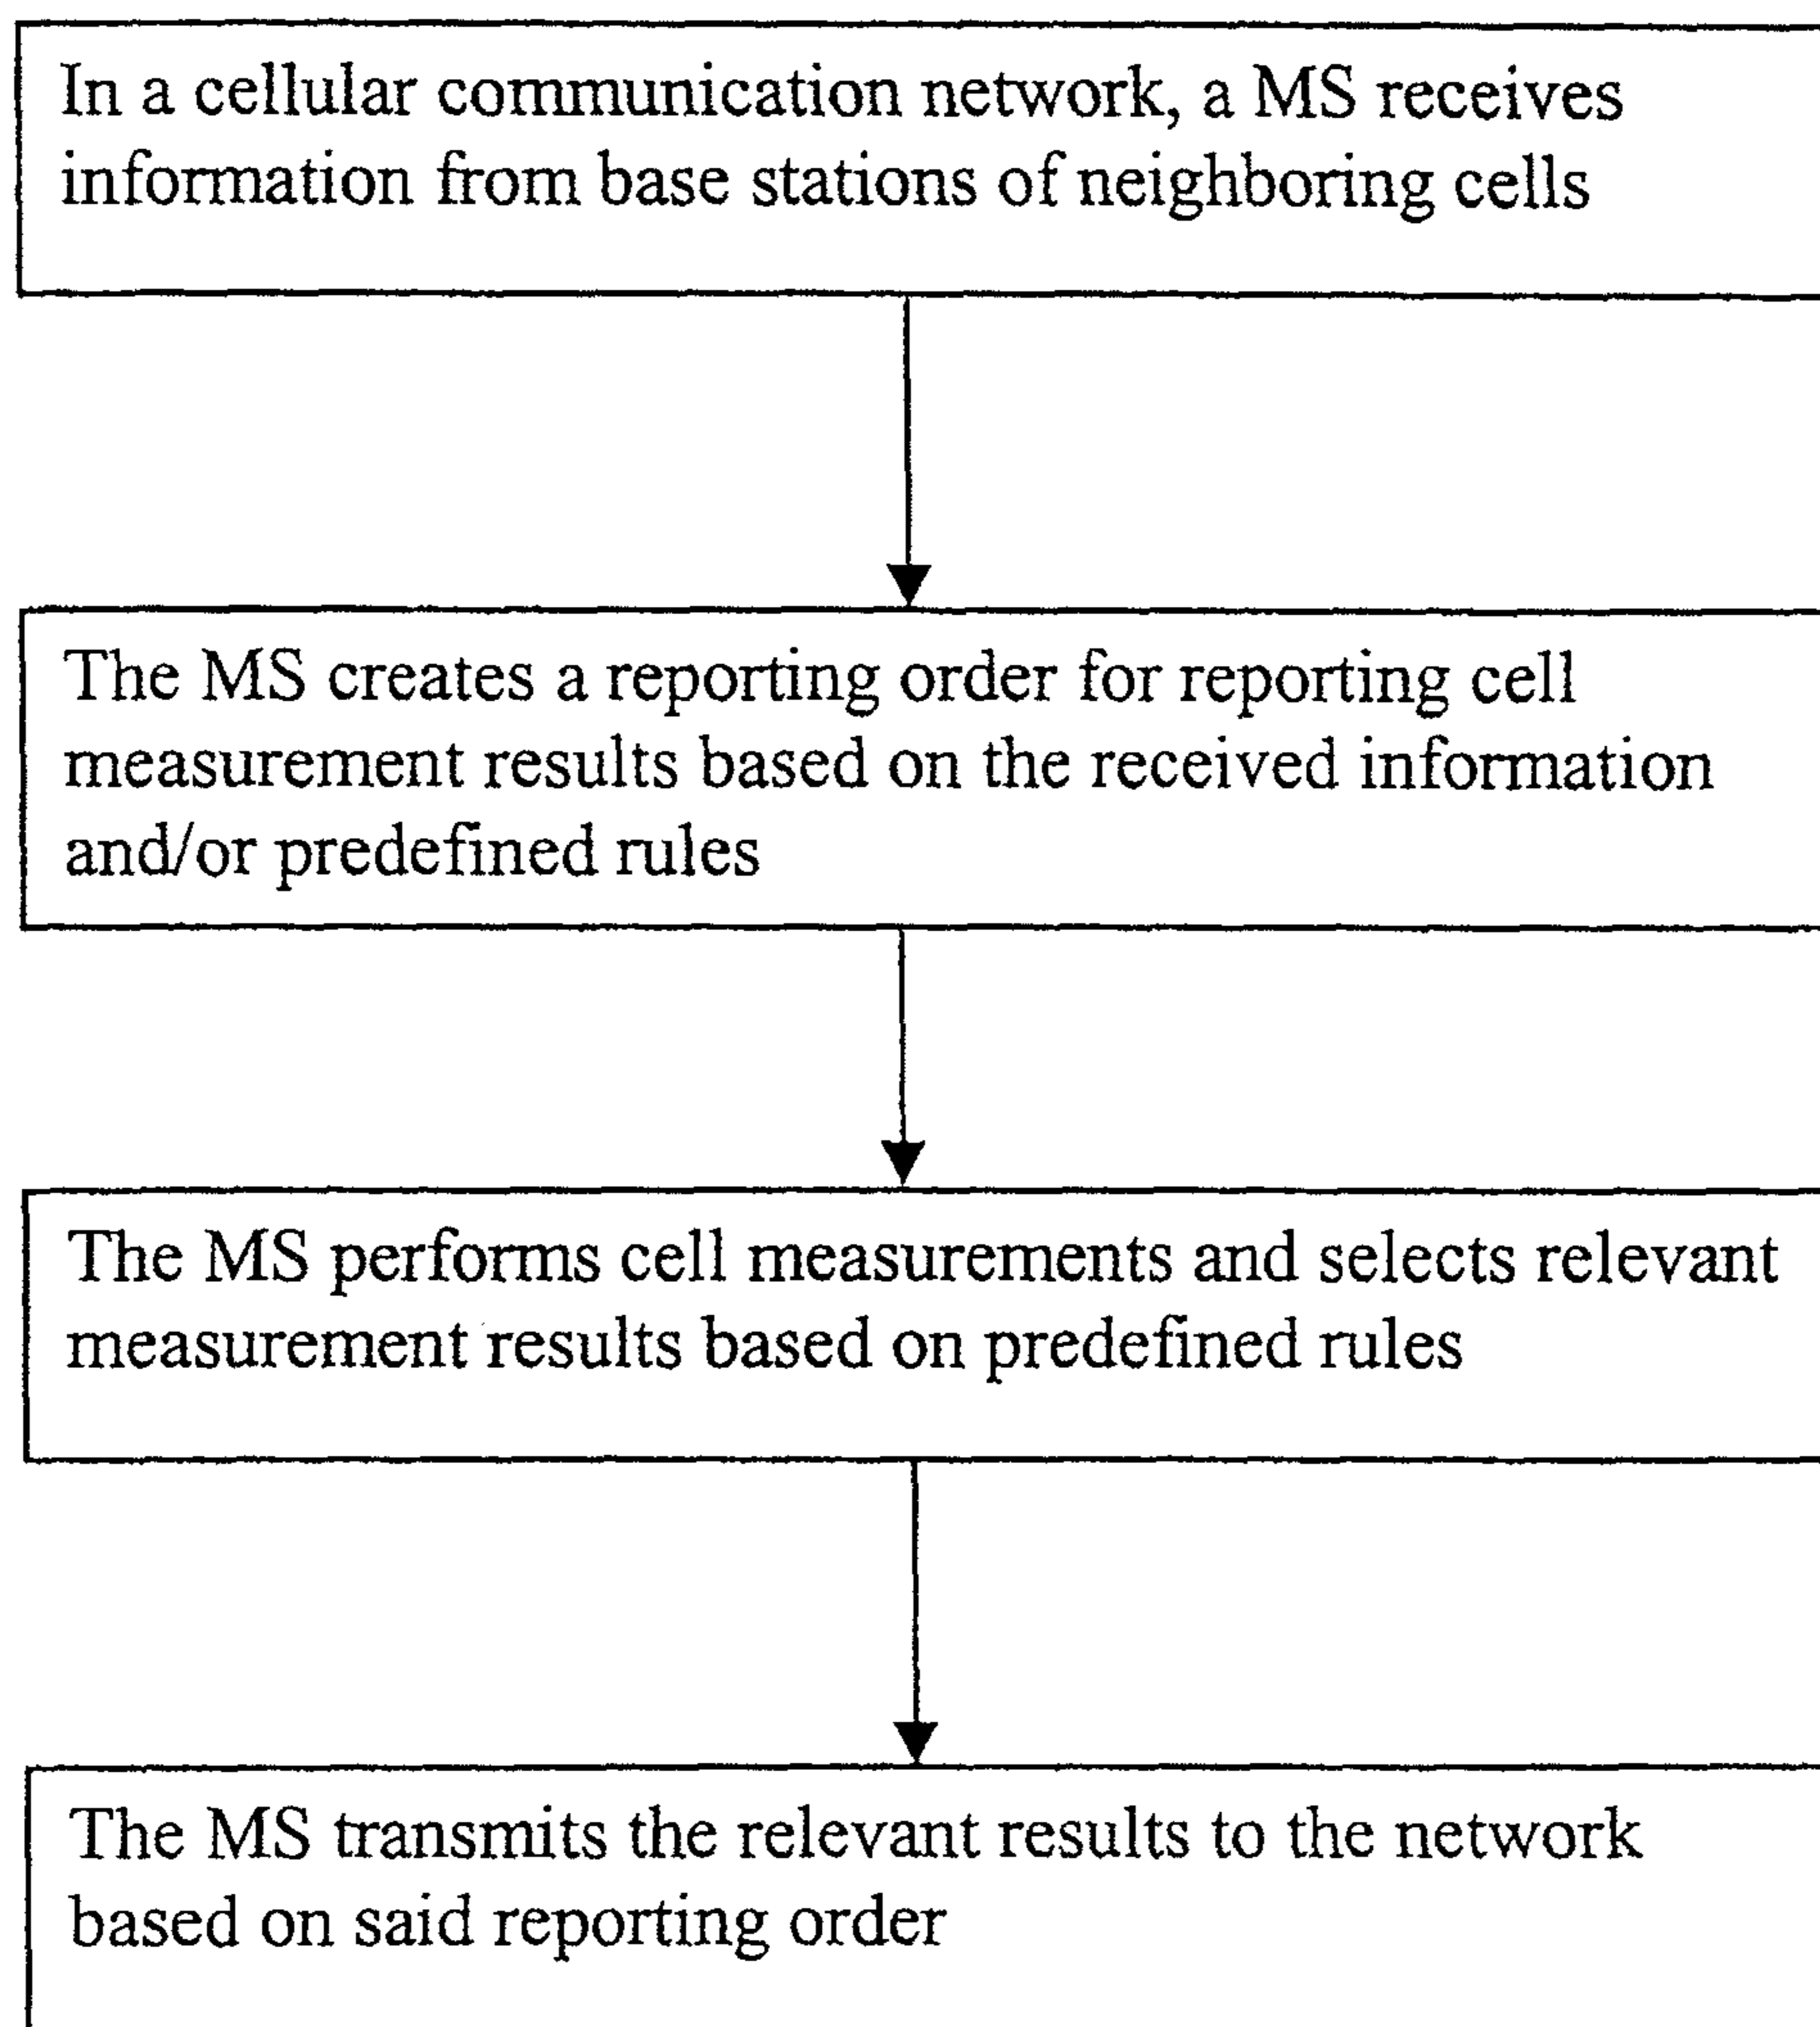 In a cellular communication network, a MS receives
information from base stations of neighboring cells
The MS creates a reporting order for reporting cell
measurement results based on the received information
and/or predefined rules
The MS performs cell measurements and selects relevant
measurement results based on predefined rules
The MS transmits the relevant results to the network
based on said reporting order